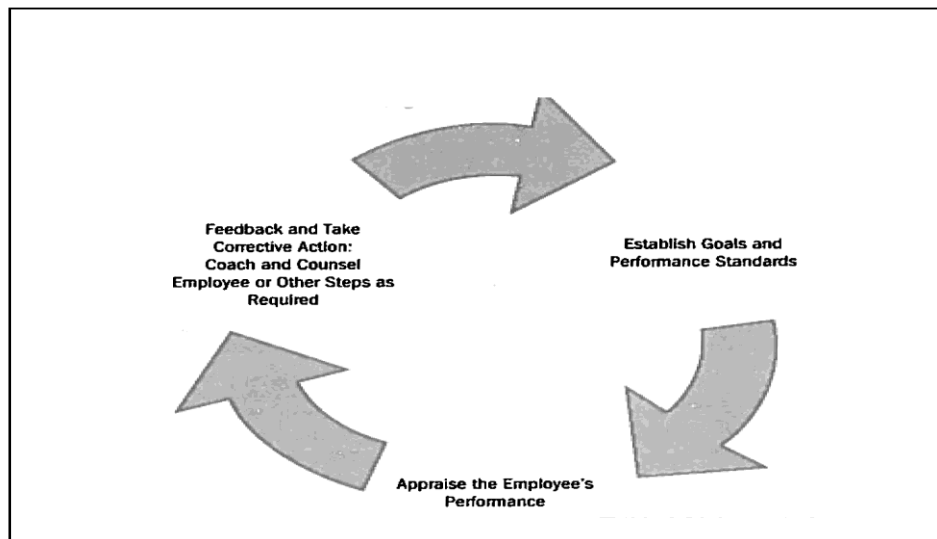 Feedback and Take
Corrective Action:
Coach and Counsel
Employee or Other Steps as
Required
Establish Goals and
Performance Standards
Appraise the Employee's
Performance